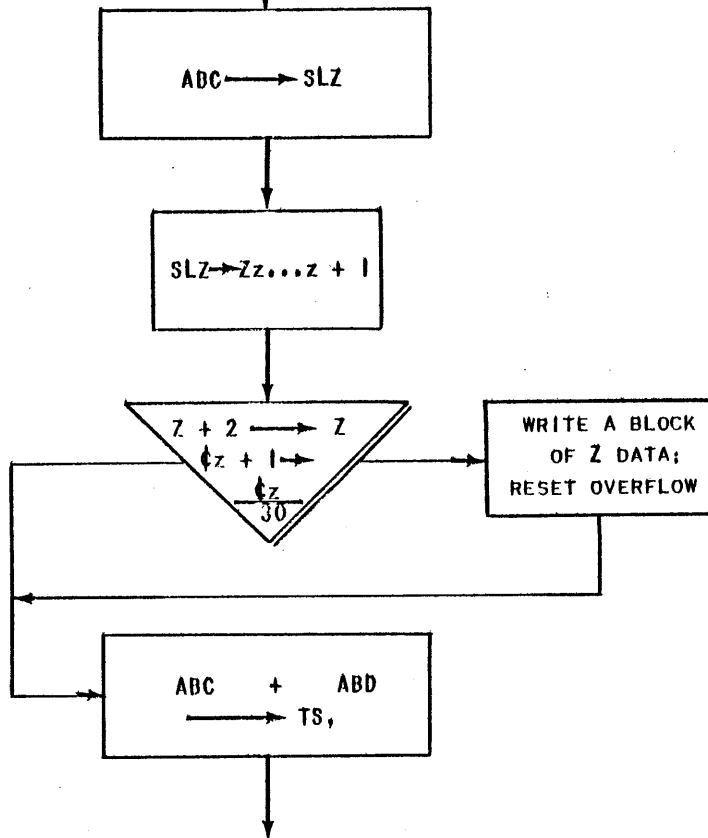 ABC → SLZ
SLZ→Zz...z + 1
Z + 2 → Z
¢z + 1→
¢z
30
WRITE A BLOCK
OF Z DATA;
RESET OVERFLOW
ABC + ABD
→ TS,